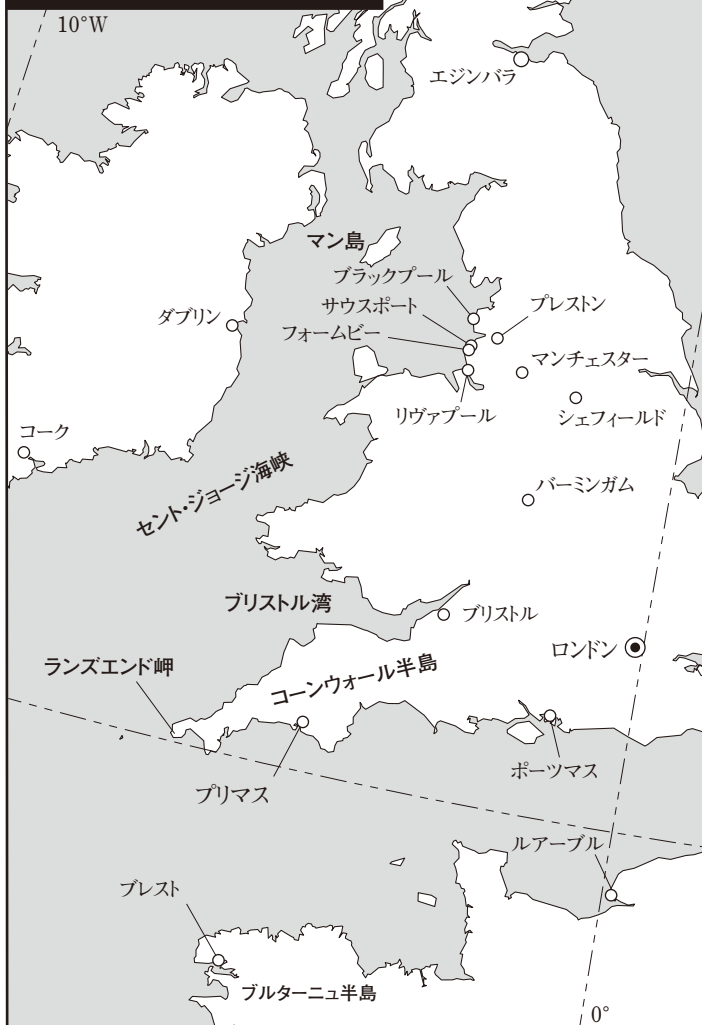 10°W
エジンバラ
マン島
ブラックプール
サウスポート
プレストン
ダブリン
フォームビー
マンチェスター
リヴァプール
シェフィールド
コーク
セント・ジョージ海峡
バーミンガム
ブリストル湾
ブリストル
ランズエンド岬
コーンウォール半島
ロンドン
プリマス
ポーツマス
ルアーブル
ブレスト
ブルターニュ半島
0°